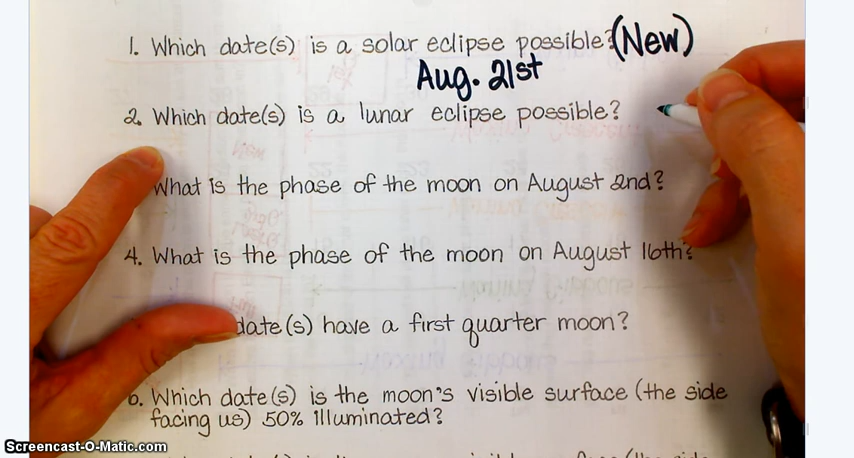 1. Which date(s) is a solar eclipse possible? (New)
Aug. 21st
2. Which date(s) is a lunar eclipse possible?
What is the phase of the moon on August 2nd?
4. What is the phase of the moon on August 16th?
date(s) have a first quarter moon?
6. Which date(s) is the moon's visible surface (the side
facing us) 50% illuminated?
Screencast-O-Matic.com